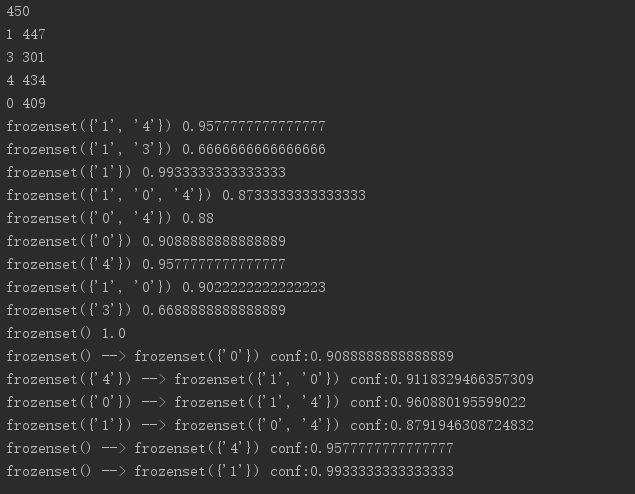 450
1 447
3 301
4 434
0 409
frozenset({'1', '4'}) 0.9577777777777777
frozenset({'1', '3'}) 0.6666666666666666
frozenset({'1'}) 0.9933333333333333
frozenset({'1', '0', '4'}) 0.8733333333333333
frozenset({'0', '4'}) 0.88
frozenset({'0'}) 0.9088888888888889
frozenset({'4'}) 0.9577777777777777
frozenset({'1', '0'}) 0.9022222222222223
frozenset({'3'}) 0.6688888888888889
frozenset() 1.0
frozenset() --> frozenset({'0'}) conf:0.9088888888888889
frozenset({'4'}) --> frozenset({'1', '0'}) conf:0.9118329466357309
frozenset({'0'}) --> frozenset({'1', '4'}) conf:0.960880195599022
frozenset({'1'}) --> frozenset({'0', '4'}) conf:0.8791946308724832
frozenset() --> frozenset({'4'}) conf:0.9577777777777777
frozenset() --> frozenset({'1'}) conf:0.9933333333333333